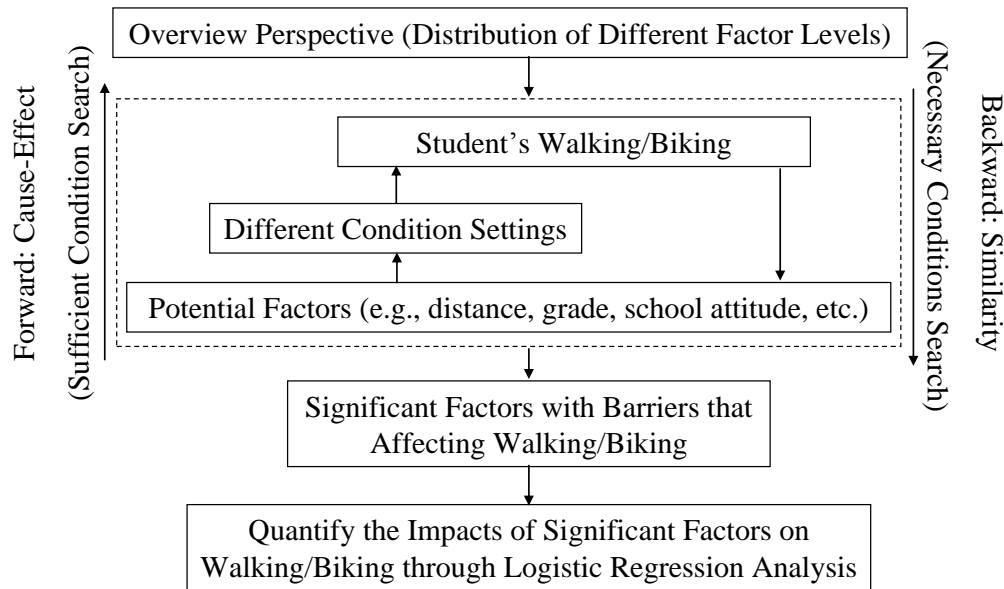 Overview Perspective (Distribution of Different Factor Levels)
Forward: Cause-Effect
(Sufficient Condition Search)
Student’s Walking/Biking
Different Condition Settings
Potential Factors (e.g., distance, grade, school attitude, etc.)
(Necessary Conditions Search)
Backward: Similarity
Significant Factors with Barriers that
Affecting Walking/Biking
Quantify the Impacts of Significant Factors on
Walking/Biking through Logistic Regression Analysis